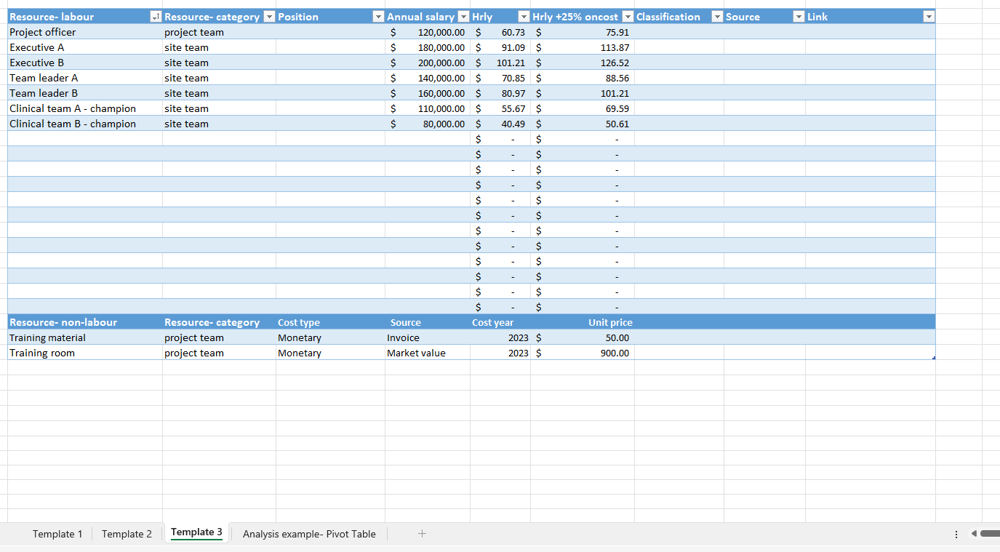 Resource- labour Resource- category Position Annual salary Hrly Hrly +25% oncost Classification Source Link
Project officer project team $ 120,000.00 $ 60.73 $ 75.91
Executive A site team $ 180,000.00 $ 91.09 $ 113.87
Executive B site team $ 200,000.00 $ 101.21 $ 126.52
Team leader A site team $ 140,000.00 $ 70.85 $ 88.56
Team leader B site team $ 160,000.00 $ 80.97 $ 101.21
Clinical team A - champion site team $ 110,000.00 $ 55.67 $ 69.59
Clinical team B - champion site team $ 80,000.00 $ 40.49 $ 50.61
$ - $ -
$ - $ -
$ - $ -
$ - $ -
$ - $ -
$ - $ -
$ - $ -
$ - $ -
$ - $ -
$ - $ -
$ - $ -
$ - $ -
Resource- non-labour Resource- category Cost type Source Cost year Unit price
Training material project team Monetary Invoice 2023 $ 50.00
Training room project team Monetary Market value 2023 $ 900.00
Template 1 Template 2 Template 3 Analysis example- Pivot Table